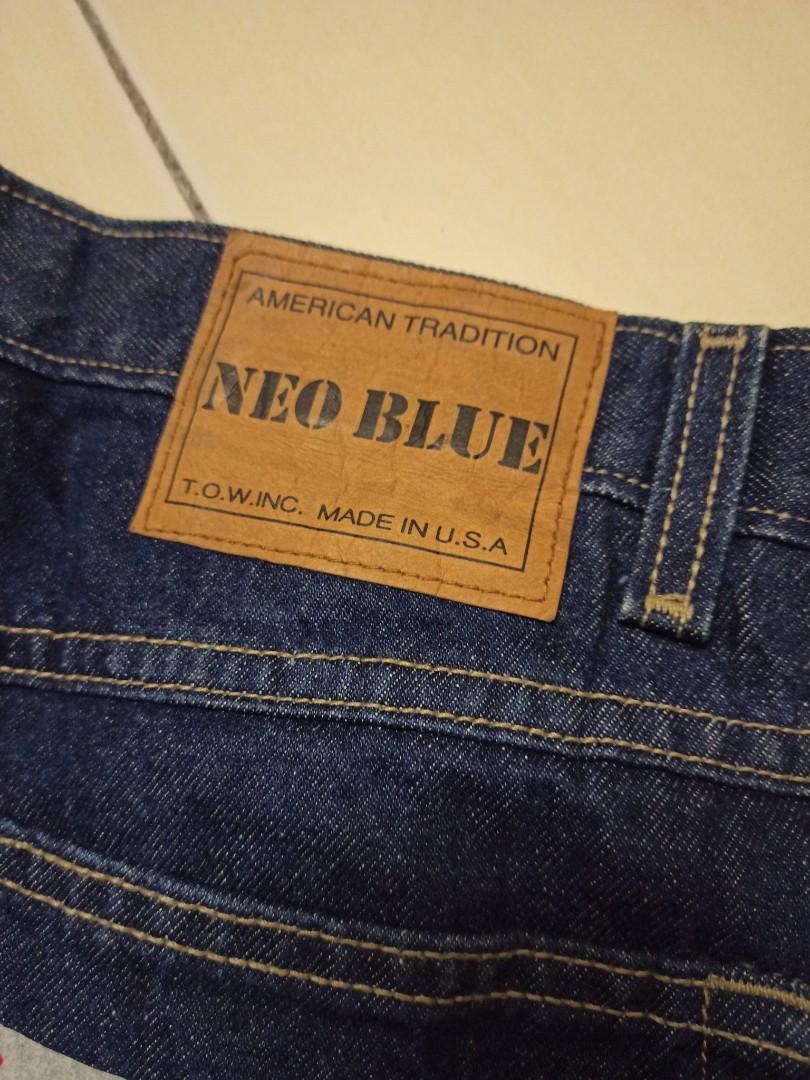 AMERICAN TRADITION
NEO BLUE
T.O.W.INC. MADE IN U.S.A